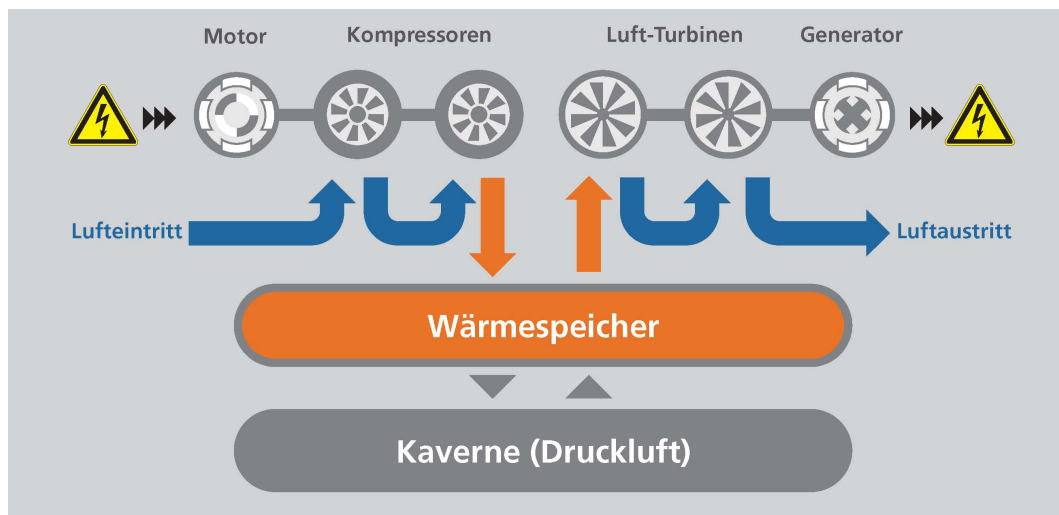 Motor
Kompressoren
Luft-Turbinen
Generator
Lufteintritt
Luftaustritt
Wärmespeicher
Kaverne (Druckluft)